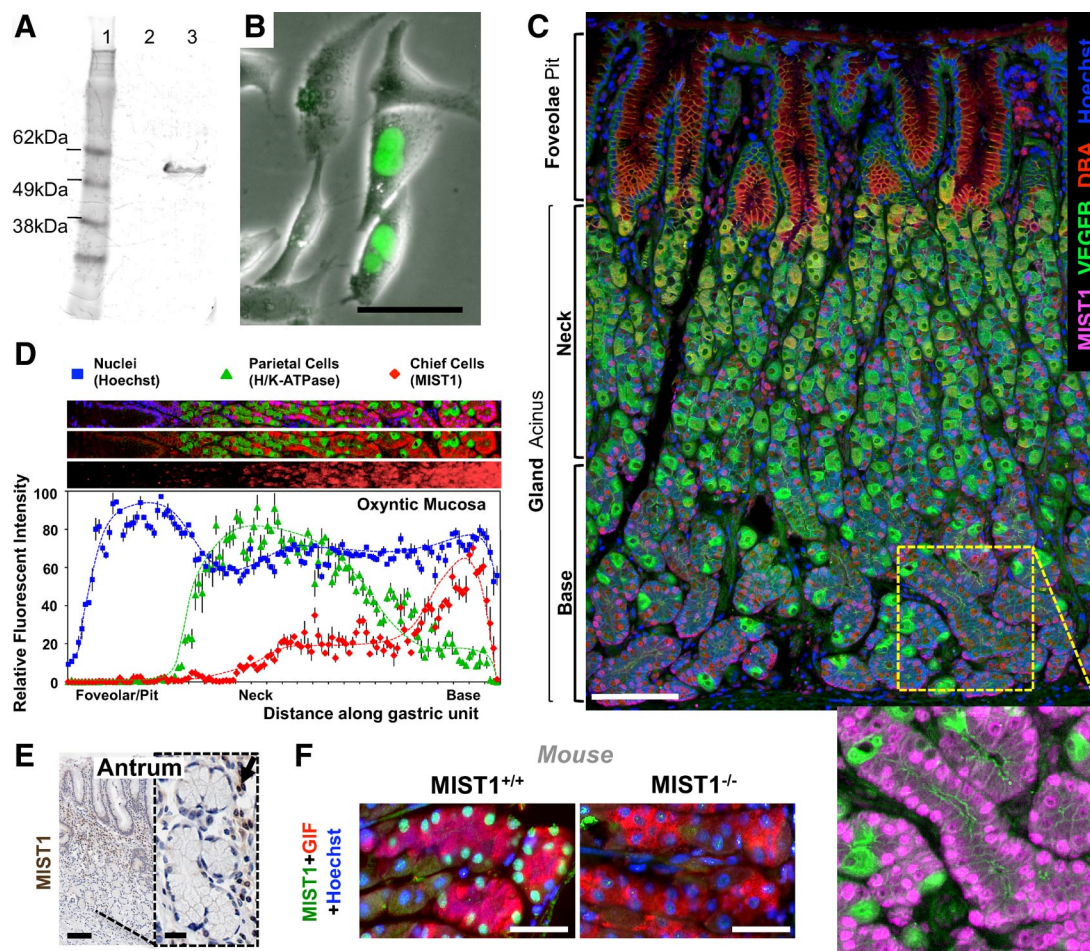 A
1 2 3
62kDa
49kDa
38kDa
B
C
Foveolae Pit
Neck
Base
Gland Acinus
MIST1 VEGFB DBA Hoechst
D
Nuclei
(Hoechst)
Parietal Cells
(H/K-ATPase)
Chief Cells
(MIST1)
Oxyntic Mucosa
Relative Fluorescent Intensity
100
80
60
40
20
0
Foveolar/Pit Neck Base
Distance along gastric unit
E
Antrum
MIST1
F
Mouse
MIST1+/+ MIST1-/-
MIST1+GIF
+Hoechst